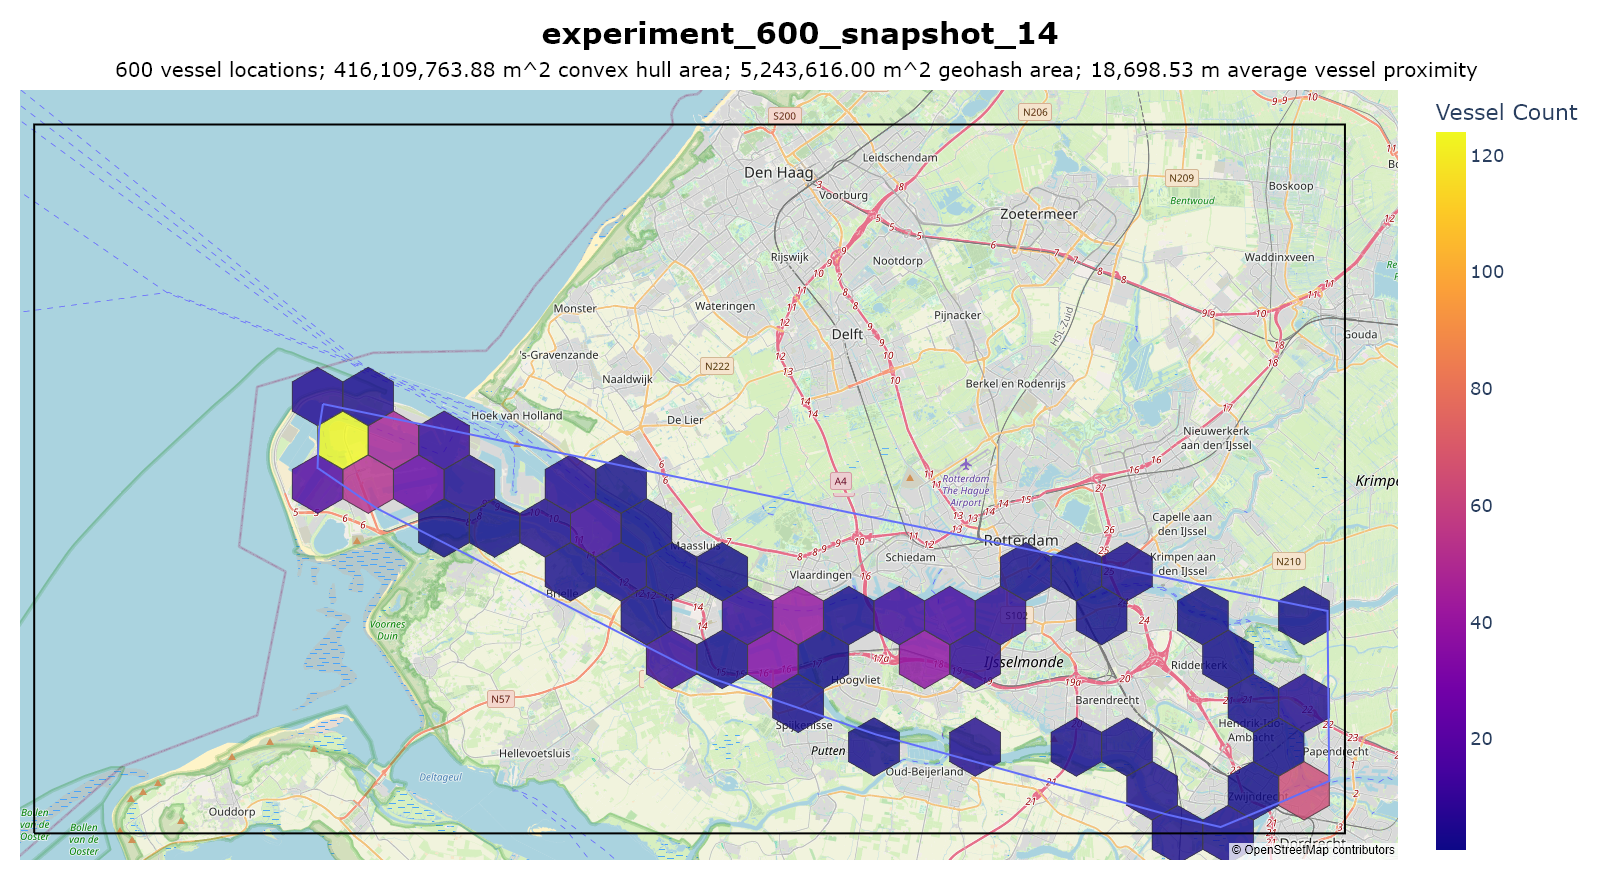 experiment_600_snapshot_14
600 vessel locations; 416,109,763.88 m^2 convex hull area; 5,243,616.00 m^2 geohash area; 18,698.53 m average vessel proximity
Vessel Count
120
100
80
60
40
20
S200
N206
Leidschendam
Den Haag
N209
Boskoop
Voorburg
Bentwoud
Zoetermeer
Rijswijk
Nootdorp
Waddinxveen
Monster
Wateringen
Pijnacker
HSL-Zuid
Delft
Gouda
's-Gravenzande
N222
Naaldwijk
Berkel en Rodenrijs
Hoek van Holland
De Lier
Nieuwerkerk
aan den IJssel
A4
Rotterdam
The Hague
Airport
Krimpe
Capelle aan
den IJssel
Rotterdam
Maassluis
Schiedam
Krimpen aan
den IJssel
N210
Vlaardingen
Brielle
S102
Voornes
Duin
IJsselmonde
Ridderkerk
Hoogvliet
N57
Barendrecht
Spijkenisse
Hendrik-Ido-
Ambacht
Hellevoetsluis
Putten
Papendrecht
Oud-Beijerland
Deltageul
Zwijndrecht
Ouddorp
Bollen
van de
Ooster
Bollen
van de
Ooster
Dordrecht
© OpenStreetMap contributors